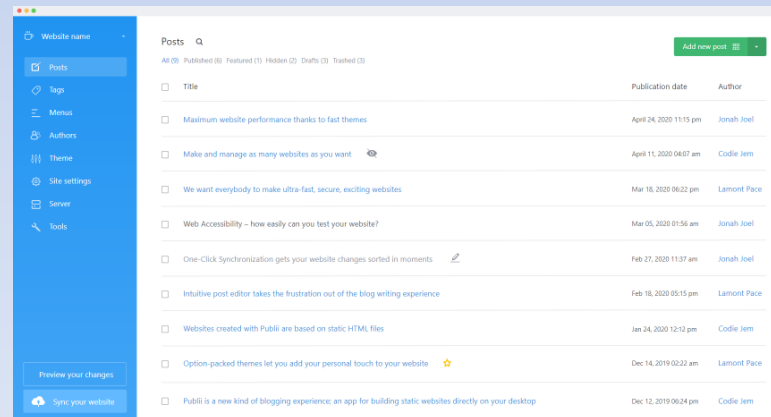 Website name
Posts
Tags
Menus
Authors
Theme
Site settings
Server
Tools
Preview your changes
Sync your website
Posts
Add new post
All (9) Published (6) Featured (1) Hidden (2) Drafts (3) Trashed (3)
Title Publication date Author
Maximum website performance thanks to fast themes April 24, 2020 11:15 pm Jonah Joel
Make and manage as many websites as you want April 11, 2020 04:07 am Codie Jem
We want everybody to make ultra-fast, secure, exciting websites Mar 18, 2020 06:22 pm Lamont Pace
Web Accessibility – how easily can you test your website? Mar 05, 2020 01:56 am Jonah Joel
One-Click Synchronization gets your website changes sorted in moments Feb 27, 2020 11:37 am Jonah Joel
Intuitive post editor takes the frustration out of the blog writing experience Feb 18, 2020 05:15 pm Lamont Pace
Websites created with Publii are based on static HTML files Jan 24, 2020 12:12 pm Codie Jem
Option-packed themes let you add your personal touch to your website Dec 14, 2019 02:22 am Lamont Pace
Publii is a new kind of blogging experience; an app for building static websites directly on your desktop Dec 12, 2019 06:24 pm Codie Jem